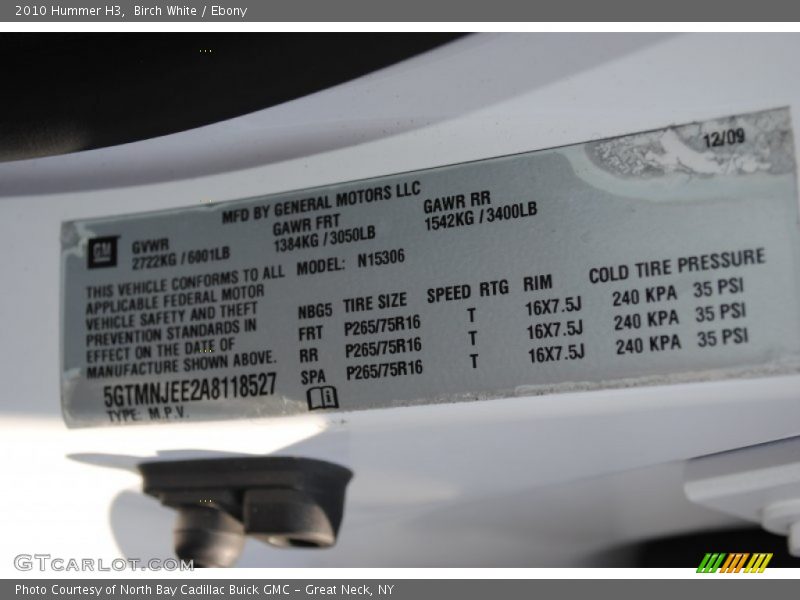 2010 Hummer H3, Birch White / Ebony
12/09
MFD BY GENERAL MOTORS LLC
GM
GVWR GAWR FRT GAWR RR
2722KG / 6001LB 1384KG / 3050LB 1542KG / 3400LB
THIS VEHICLE CONFORMS TO ALL
APPLICABLE FEDERAL MOTOR
VEHICLE SAFETY AND THEFT
PREVENTION STANDARDS IN
EFFECT ON THE DATE OF
MANUFACTURE SHOWN ABOVE.
5GTMNJEE2A8118527
TYPE: M.P.V.
MODEL: N15306
NBG5 TIRE SIZE SPEED RTG RIM COLD TIRE PRESSURE
FRT P265/75R16 T 16X7.5J 240 KPA 35 PSI
RR P265/75R16 T 16X7.5J 240 KPA 35 PSI
SPA P265/75R16 T 16X7.5J 240 KPA 35 PSI
GTCARLOT.COM
Photo Courtesy of North Bay Cadillac Buick GMC - Great Neck, NY